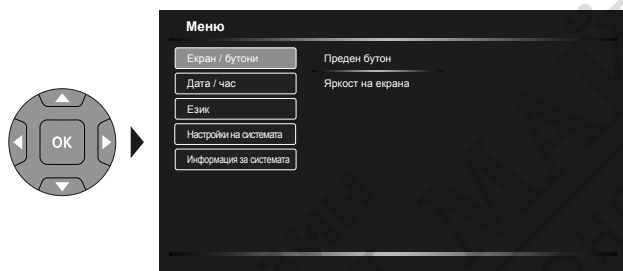 Меню
Екран / бутони
Преден бутон
Дата / час
Яркост на екрана
Език
Настройки на системата
Информация за системата
OK